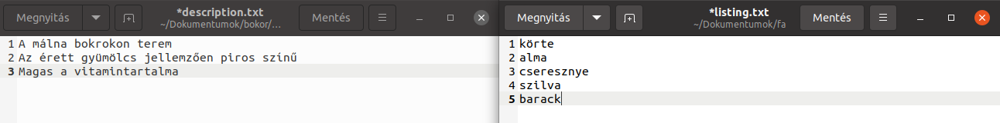 Megnyitás
*description.txt
~/Dokumentumok/bokor/…
Mentés
1 A málna bokrokon terem
2 Az érett gyümölcs jellemzően piros színű
3 Magas a vitamintartalma
Megnyitás
*listing.txt
~/Dokumentumok/fa
Mentés
1 körte
2 alma
3 cseresznye
4 szilva
5 barack